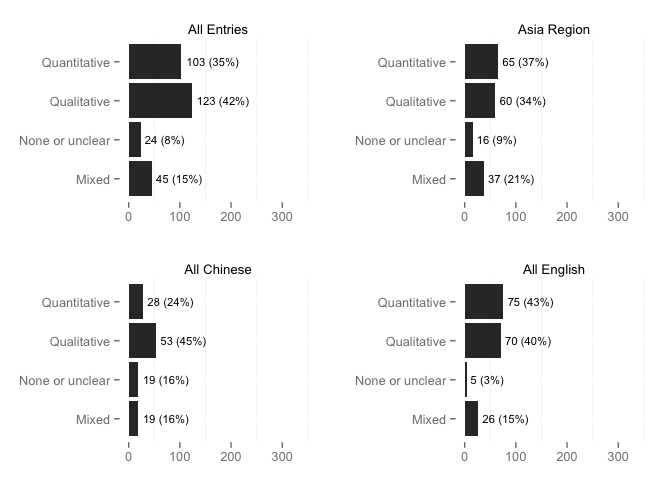 All Entries
Quantitative 103 (35%)
Qualitative 123 (42%)
None or unclear 24 (8%)
Mixed 45 (15%)
0 100 200 300
Asia Region
Quantitative 65 (37%)
Qualitative 60 (34%)
None or unclear 16 (9%)
Mixed 37 (21%)
0 100 200 300
All Chinese
Quantitative 28 (24%)
Qualitative 53 (45%)
None or unclear 19 (16%)
Mixed 19 (16%)
0 100 200 300
All English
Quantitative 75 (43%)
Qualitative 70 (40%)
None or unclear 5 (3%)
Mixed 26 (15%)
0 100 200 300